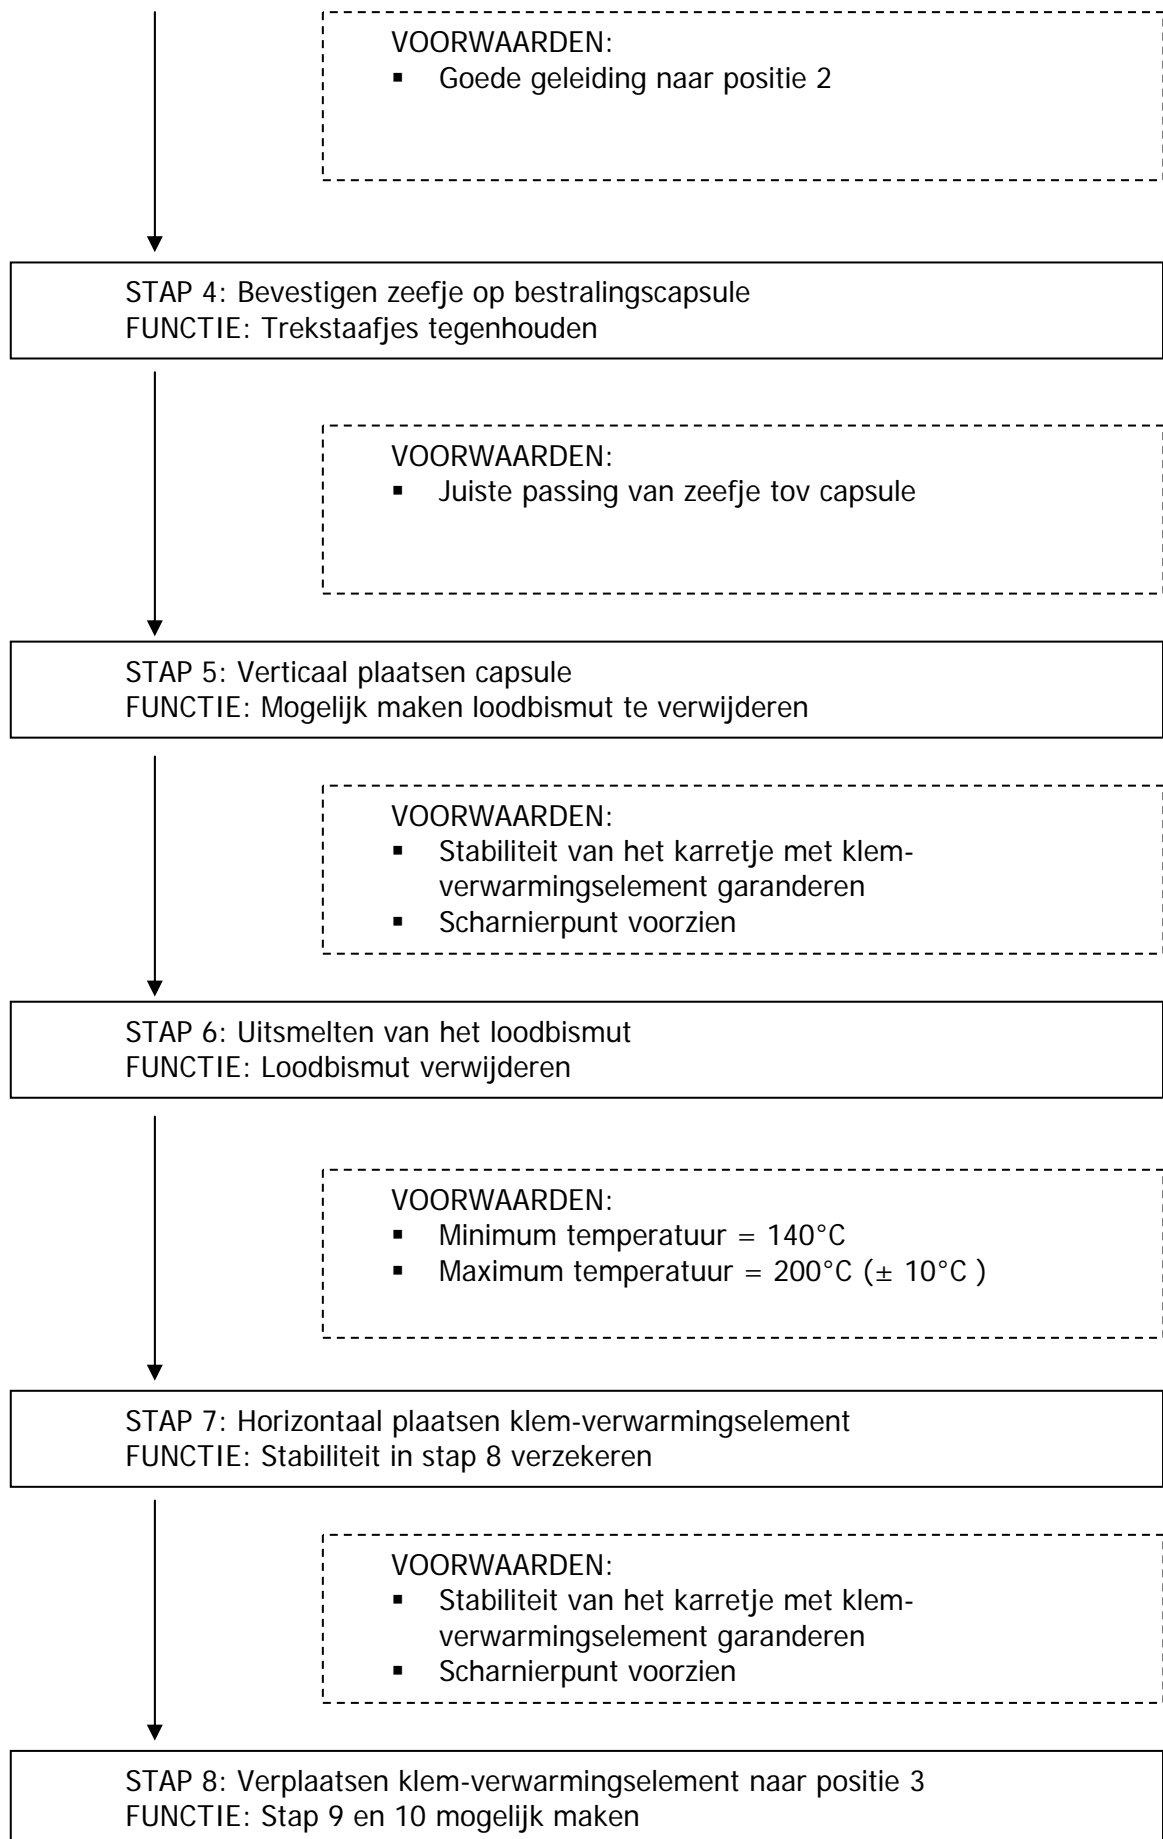 VOORWAARDEN:
▪ Goede geleiding naar positie 2
STAP 4: Bevestigen zeefje op bestralingscapsule
FUNCTIE: Trekstaafjes tegenhouden
VOORWAARDEN:
▪ Juiste passing van zeefje tov capsule
STAP 5: Verticaal plaatsen capsule
FUNCTIE: Mogelijk maken loodbismut te verwijderen
VOORWAARDEN:
▪ Stabiliteit van het karretje met klem-
verwarmingselement garanderen
▪ Scharnierpunt voorzien
STAP 6: Uitsmelten van het loodbismut
FUNCTIE: Loodbismut verwijderen
VOORWAARDEN:
▪ Minimum temperatuur = 140°C
▪ Maximum temperatuur = 200°C (± 10°C )
STAP 7: Horizontaal plaatsen klem-verwarmingselement
FUNCTIE: Stabiliteit in stap 8 verzekeren
VOORWAARDEN:
▪ Stabiliteit van het karretje met klem-
verwarmingselement garanderen
▪ Scharnierpunt voorzien
STAP 8: Verplaatsen klem-verwarmingselement naar positie 3
FUNCTIE: Stap 9 en 10 mogelijk maken